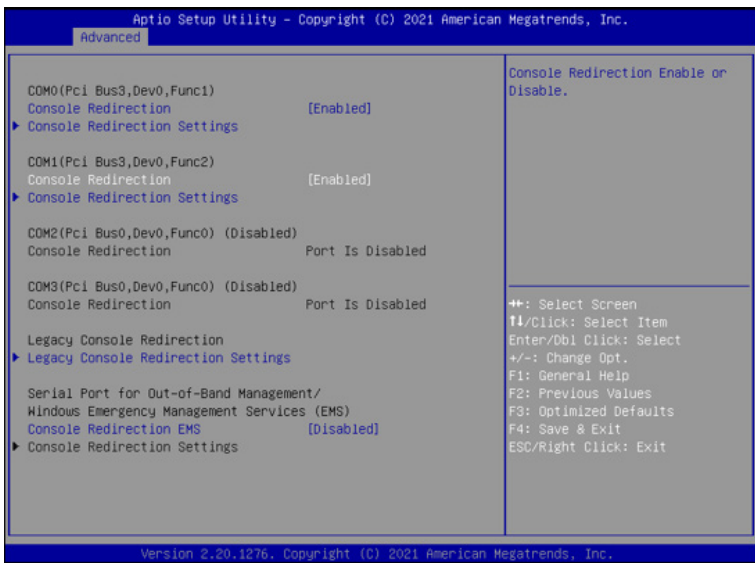 Aptio Setup Utility – Copyright (C) 2021 American Megatrends, Inc.
Advanced
COM0(Pci Bus3,Dev0,Func1)
Console Redirection [Enabled]
▶ Console Redirection Settings
COM1(Pci Bus3,Dev0,Func2)
Console Redirection [Enabled]
▶ Console Redirection Settings
COM2(Pci Bus0,Dev0,Func0) (Disabled)
Console Redirection Port Is Disabled
COM3(Pci Bus0,Dev0,Func0) (Disabled)
Console Redirection Port Is Disabled
Legacy Console Redirection
▶ Legacy Console Redirection Settings
Serial Port for Out-of-Band Management/
Windows Emergency Management Services (EMS)
Console Redirection EMS [Disabled]
▶ Console Redirection Settings
Console Redirection Enable or
Disable.
→←: Select Screen
↑↓/Click: Select Item
Enter/Dbl Click: Select
+/-: Change Opt.
F1: General Help
F2: Previous Values
F3: Optimized Defaults
F4: Save & Exit
ESC/Right Click: Exit
Version 2.20.1276. Copyright (C) 2021 American Megatrends, Inc.